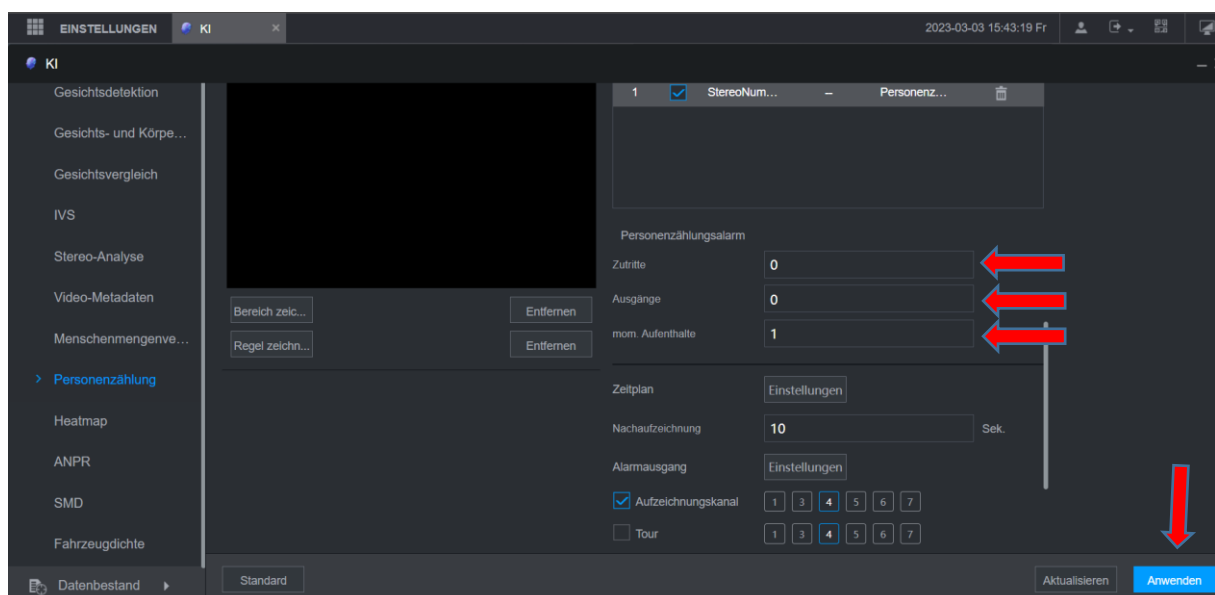 EINSTELLUNGEN KI × 2023-03-03 15:43:19 Fr
KI
Gesichtsdetektion
Gesichts- und Körpe...
Gesichtsvergleich
IVS
Stereo-Analyse
Video-Metadaten
Menschenmengenve...
> Personenzählung
Heatmap
ANPR
SMD
Fahrzeugdichte
Datenbestand
Bereich zeic... Entfernen
Regel zeichn... Entfernen
1 StereoNum... – Personenz...
Personenzählungsalarm
Zutritte 0
Ausgänge 0
mom. Aufenthalte 1
Zeitplan Einstellungen
Nachaufzeichnung 10 Sek.
Alarmausgang Einstellungen
Aufzeichnungskanal 1 3 4 5 6 7
Tour 1 3 4 5 6 7
Standard Aktualisieren Anwenden